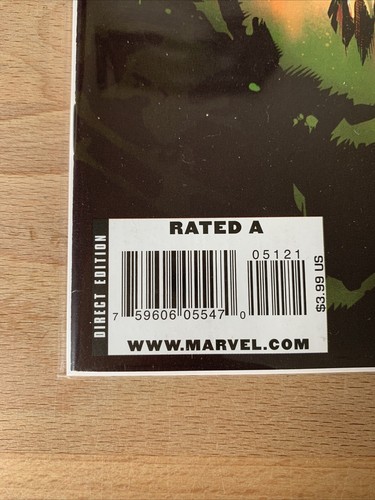 RATED A
DIRECT EDITION
05121
7 59606 05547 0
$3.99 US
WWW.MARVEL.COM